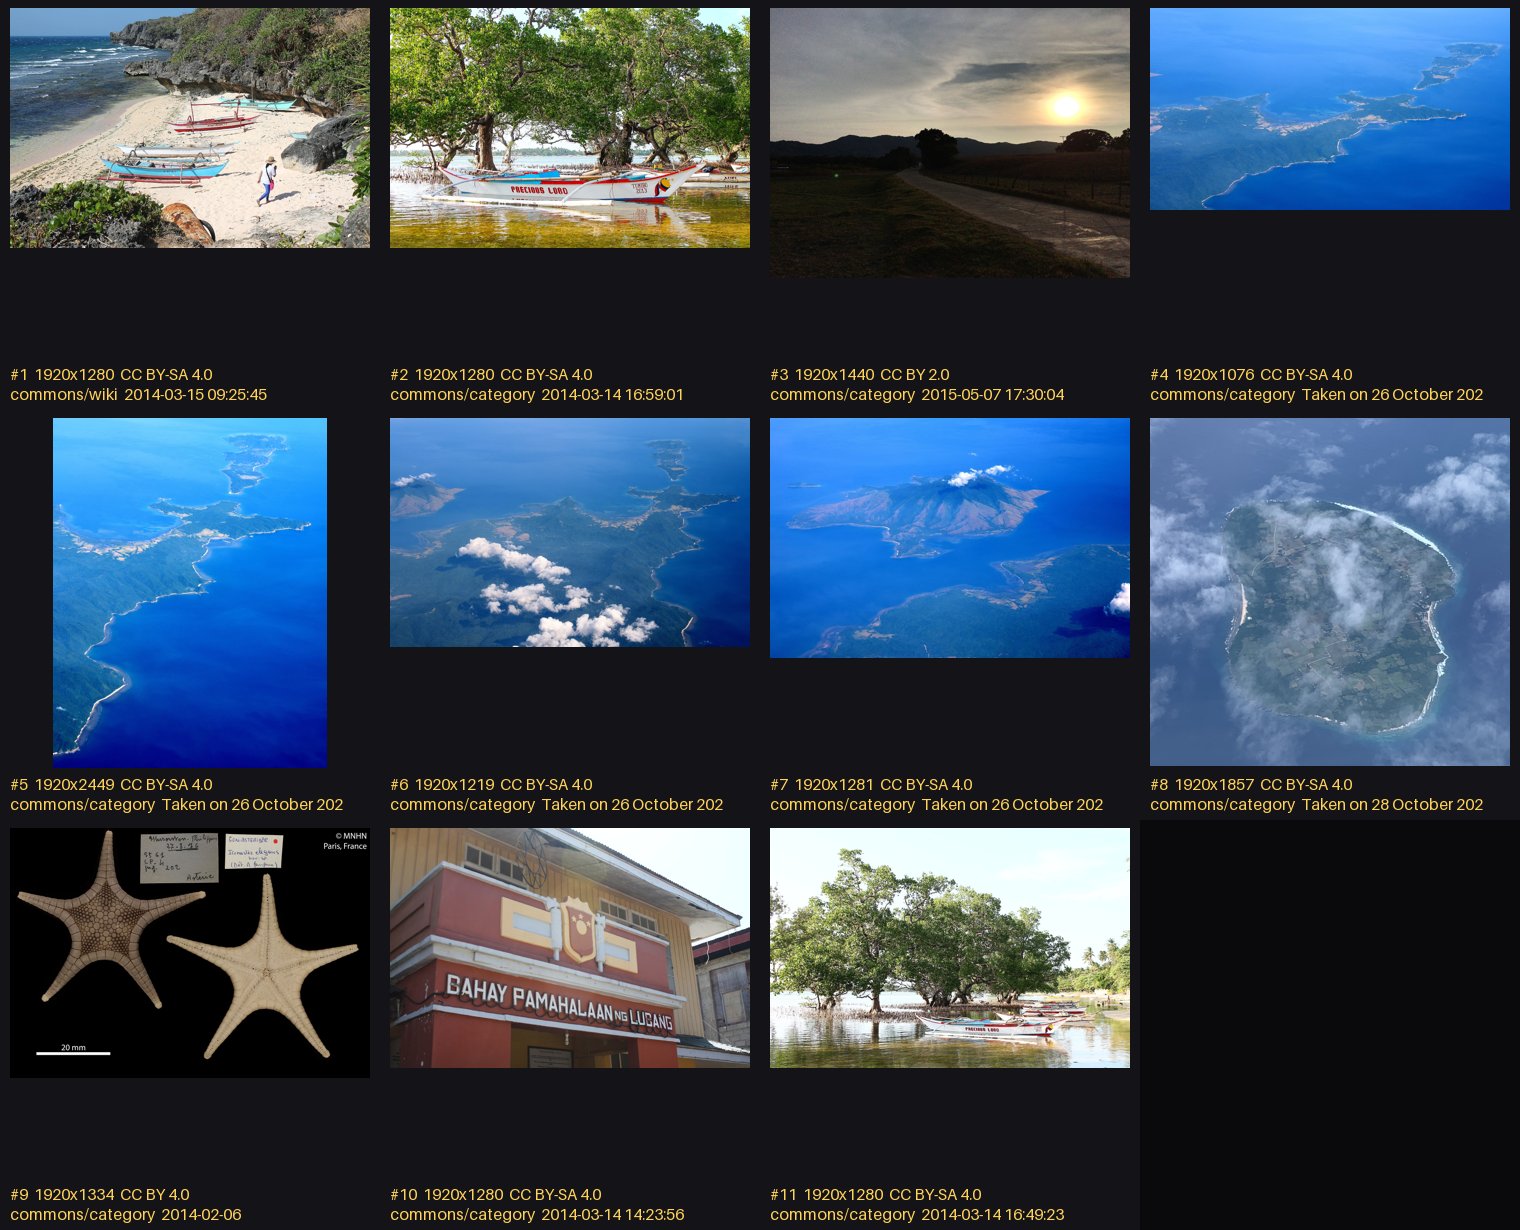 PRECIOUS LORD
2013
#1 1920x1280 CC BY-SA 4.0
commons/wiki 2014-03-15 09:25:45
#2 1920x1280 CC BY-SA 4.0
commons/category 2014-03-14 16:59:01
#3 1920x1440 CC BY 2.0
commons/category 2015-05-07 17:30:04
#4 1920x1076 CC BY-SA 4.0
commons/category Taken on 26 October 202
#5 1920x2449 CC BY-SA 4.0
commons/category Taken on 26 October 202
#6 1920x1219 CC BY-SA 4.0
commons/category Taken on 26 October 202
#7 1920x1281 CC BY-SA 4.0
commons/category Taken on 26 October 202
#8 1920x1857 CC BY-SA 4.0
commons/category Taken on 28 October 202
© MNHN
Paris, France
20 mm
BAHAY PAMAHALAAN NG LUBANG
PRECIOUS LORD
#9 1920x1334 CC BY 4.0
commons/category 2014-02-06
#10 1920x1280 CC BY-SA 4.0
commons/category 2014-03-14 14:23:56
#11 1920x1280 CC BY-SA 4.0
commons/category 2014-03-14 16:49:23